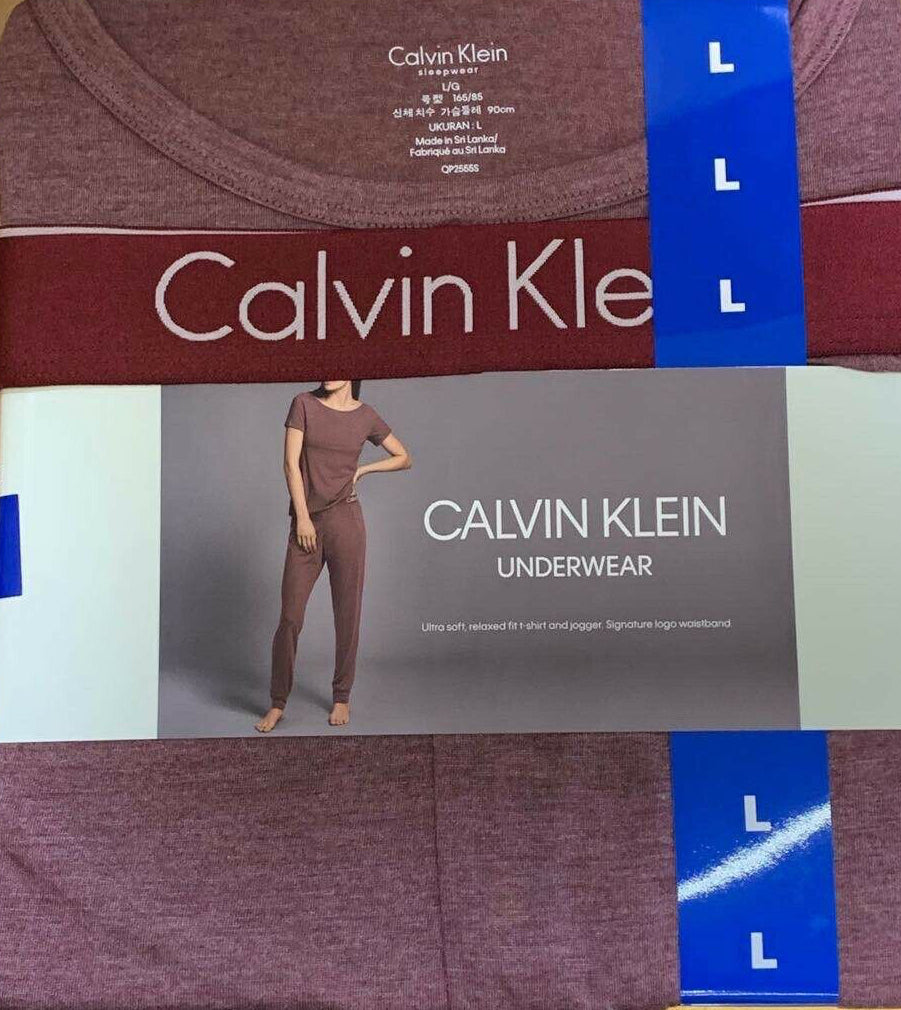 Calvin Klein
sleepwear
L/G
165/85
신체치수 가슴둘레 90cm
UKURAN : L
Made in Sri Lanka/
Fabriqué au Sri Lanka
QP2555S
L
L
L
Calvin Kle
CALVIN KLEIN
UNDERWEAR
Ultra soft, relaxed fit t-shirt and jogger. Signature logo waistband
L
L